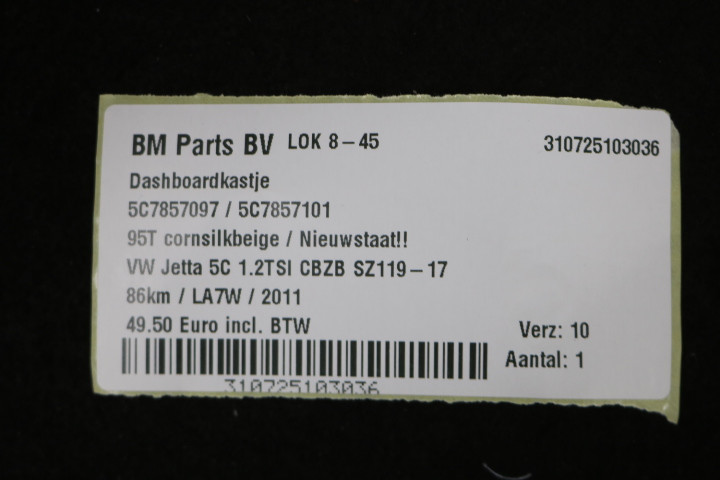 BM Parts BV LOK 8-45 310725103036
Dashboardkastje
5C7857097 / 5C7857101
95T cornsilkbeige / Nieuwstaat!!
VW Jetta 5C 1.2TSI CBZB SZ119-17
86km / LA7W / 2011
49.50 Euro incl. BTW
Verz: 10
Aantal: 1
310725103036